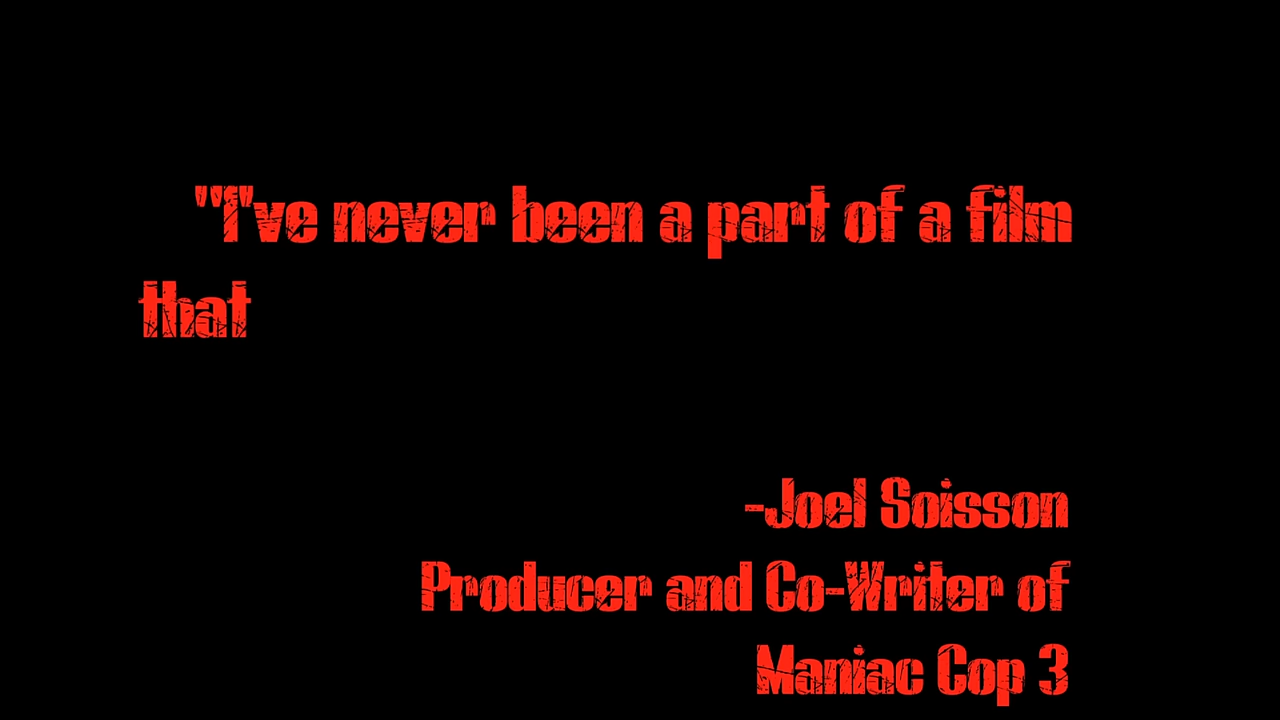 "I've never been a part of a film
that
-Joel Soisson
Producer and Co-Writer of
Maniac Cop 3